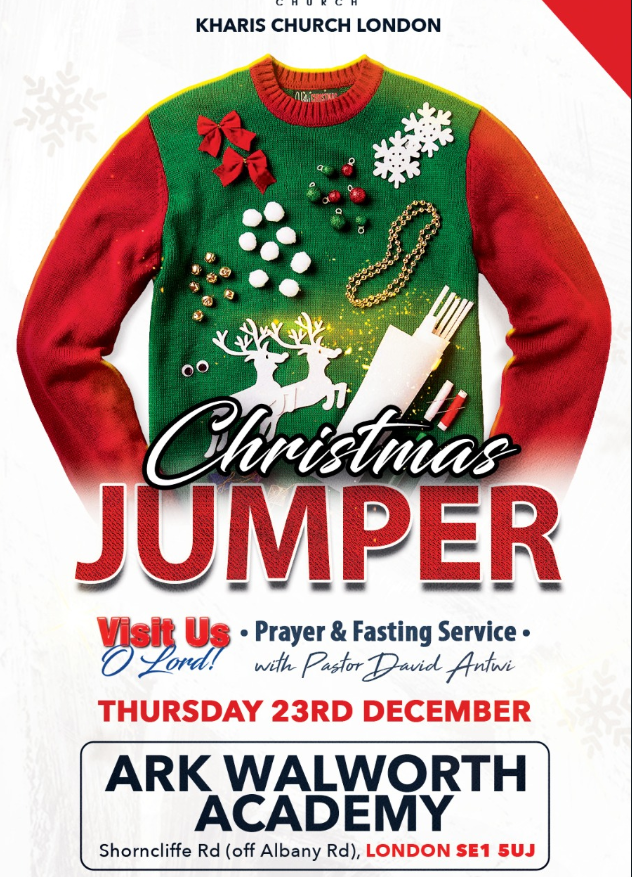 CHURCH
KHARIS CHURCH LONDON
Christmas
JUMPER
Visit Us • Prayer & Fasting Service •
O Lord! with Pastor David Antwi
THURSDAY 23RD DECEMBER
ARK WALWORTH
ACADEMY
Shorncliffe Rd (off Albany Rd), LONDON SE1 5UJ